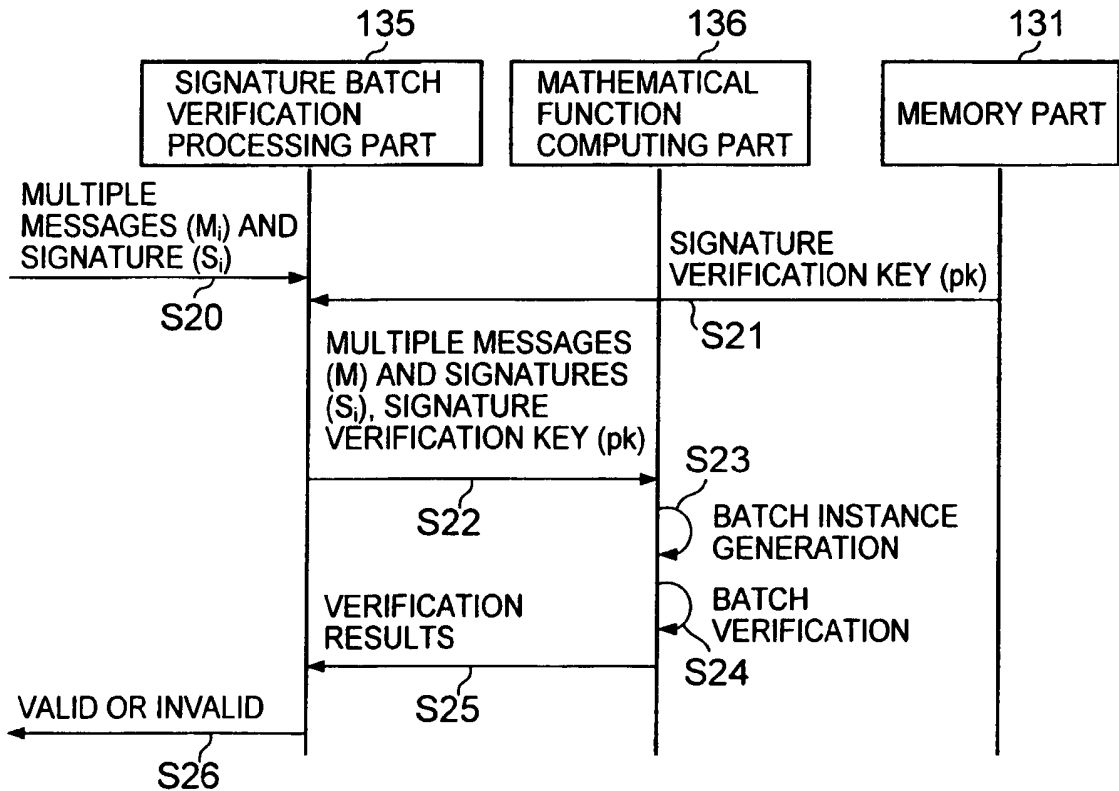 135
136
131
SIGNATURE BATCH
VERIFICATION
PROCESSING PART
MATHEMATICAL
FUNCTION
COMPUTING PART
MEMORY PART
MULTIPLE
MESSAGES (Mi) AND
SIGNATURE (Si)
S20
SIGNATURE
VERIFICATION KEY (pk)
S21
MULTIPLE MESSAGES
(M) AND SIGNATURES
(Si), SIGNATURE
VERIFICATION KEY (pk)
S22
S23
BATCH INSTANCE
GENERATION
BATCH
VERIFICATION
S24
VERIFICATION
RESULTS
S25
VALID OR INVALID
S26